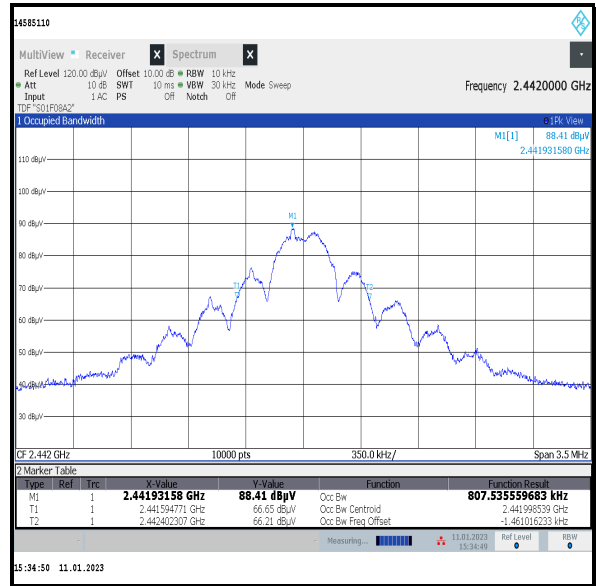 14585110
MultiView Receiver X Spectrum X
Ref Level 120.00 dBµV Offset 10.00 dB RBW 10 kHz
Att 10 dB SWT 10 ms VBW 30 kHz Mode Sweep Frequency 2.4420000 GHz
Input 1 AC PS Off Notch Off
TDF "S01F08A2"
1 Occupied Bandwidth 1Pk View
M1[1] 88.41 dBµV
2.441931580 GHz
110 dBµV
100 dBµV
M1
90 dBµV
80 dBµV
70 dBµV
T1 T2
60 dBµV
50 dBµV
40 dBµV
30 dBµV
CF 2.442 GHz 10000 pts 350.0 kHz/ Span 3.5 MHz
2 Marker Table
Type Ref Trc X-Value Y-Value Function Function Result
M1 1 2.44193158 GHz 88.41 dBµV Occ Bw 807.535559683 kHz
T1 1 2.441594771 GHz 66.65 dBµV Occ Bw Centroid 2.441998539 GHz
T2 1 2.442402307 GHz 66.21 dBµV Occ Bw Freq Offset -1.461016233 kHz
Measuring... 11.01.2023 Ref Level RBW
15:34:49
15:34:50 11.01.2023